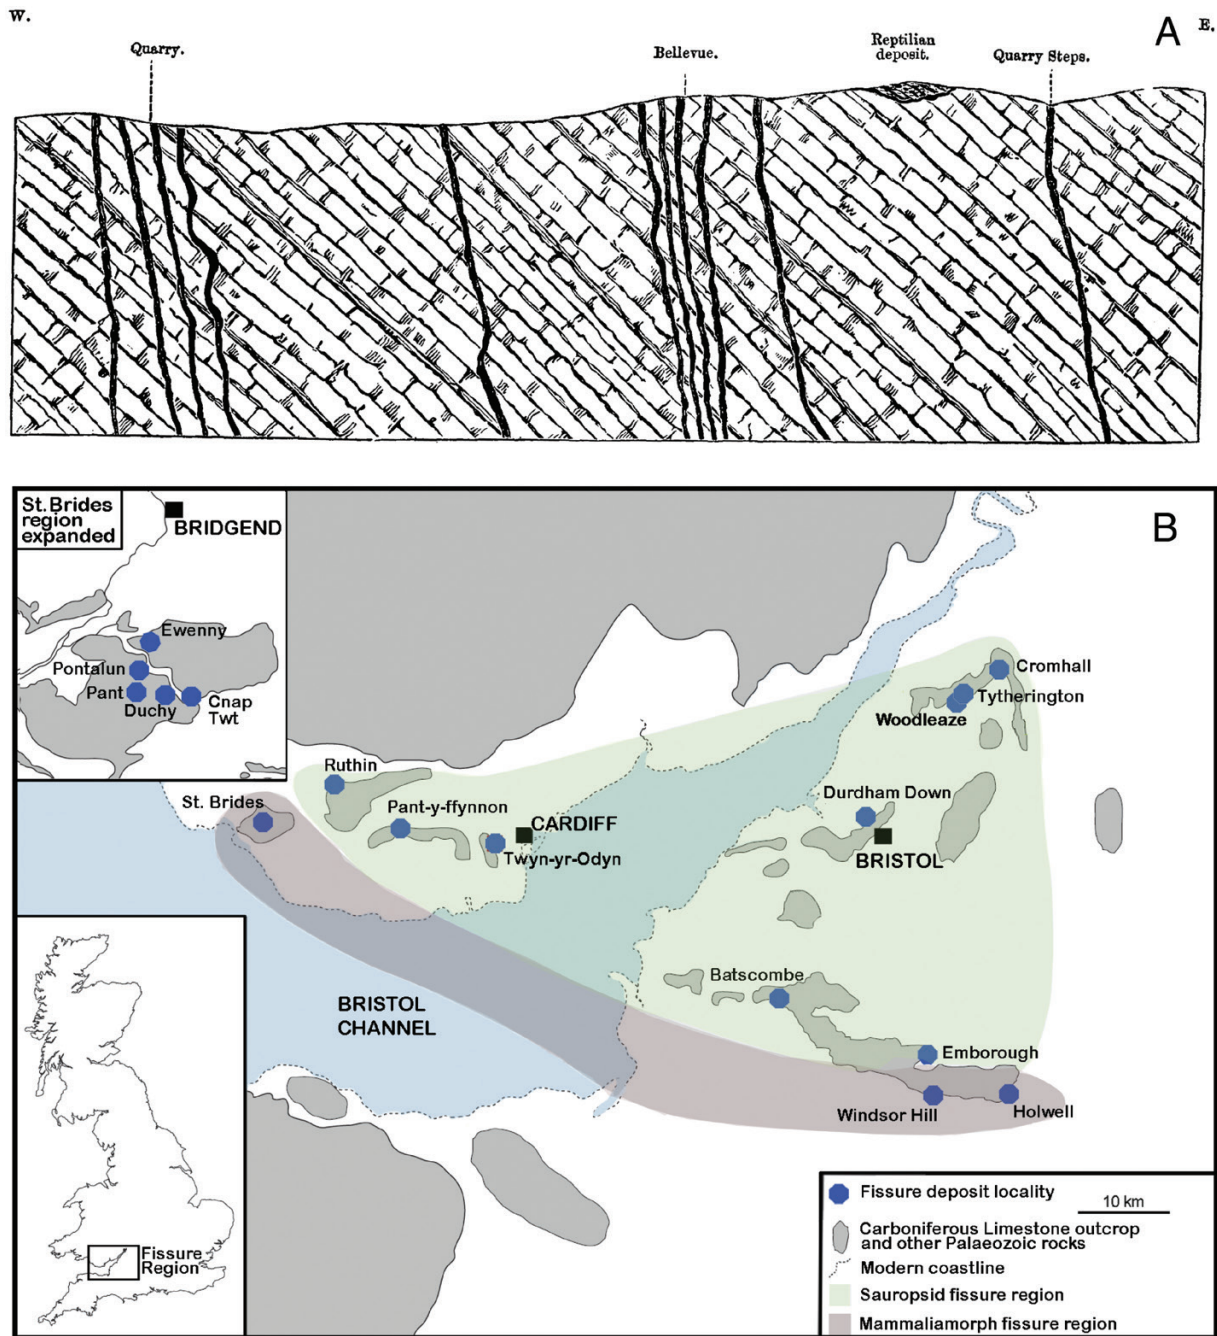 W.
A
E.
Quarry.
Bellevue.
Reptilian
deposit.
Quarry Steps.
St. Brides
region
expanded
BRIDGEND
Ewenny
Pontalun
Pant
Duchy
Cnap
Twt
B
Cromhall
Tytherington
Woodleaze
Ruthin
St. Brides
Pant-y-ffynnon
CARDIFF
Twyn-yr-Odyn
Durdham Down
BRISTOL
Batscombe
BRISTOL
CHANNEL
Emborough
Windsor Hill
Holwell
Fissure
Region
Fissure deposit locality
10 km
Carboniferous Limestone outcrop
and other Palaeozoic rocks
Modern coastline
Sauropsid fissure region
Mammaliamorph fissure region